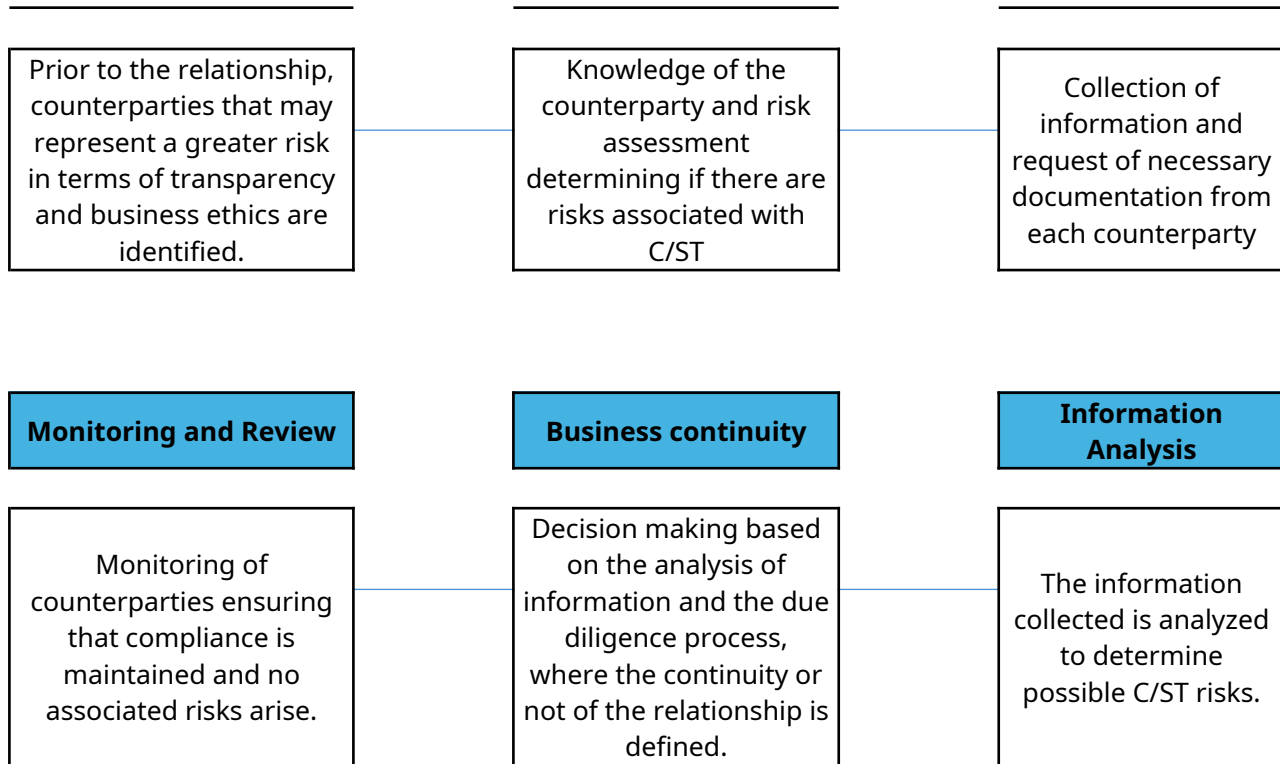 Prior to the relationship,
counterparties that may
represent a greater risk
in terms of transparency
and business ethics are
identified.
Knowledge of the
counterparty and risk
assessment
determining if there are
risks associated with
C/ST
Collection of
information and
request of necessary
documentation from
each counterparty
Monitoring and Review
Business continuity
Information
Analysis
Monitoring of
counterparties ensuring
that compliance is
maintained and no
associated risks arise.
Decision making based
on the analysis of
information and the due
diligence process,
where the continuity or
not of the relationship is
defined.
The information
collected is analyzed
to determine
possible C/ST risks.